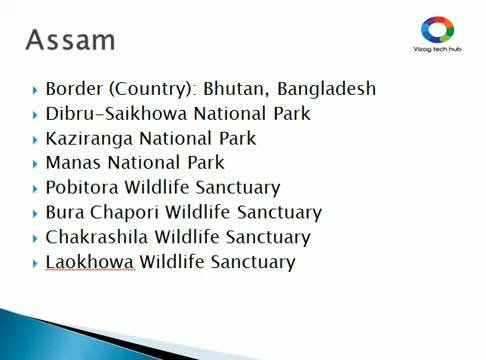 Assam
Vizag tech hub
Border (Country): Bhutan, Bangladesh
Dibru-Saikhowa National Park
Kaziranga National Park
Manas National Park
Pobitora Wildlife Sanctuary
Bura Chapori Wildlife Sanctuary
Chakrashila Wildlife Sanctuary
Laokhowa Wildlife Sanctuary